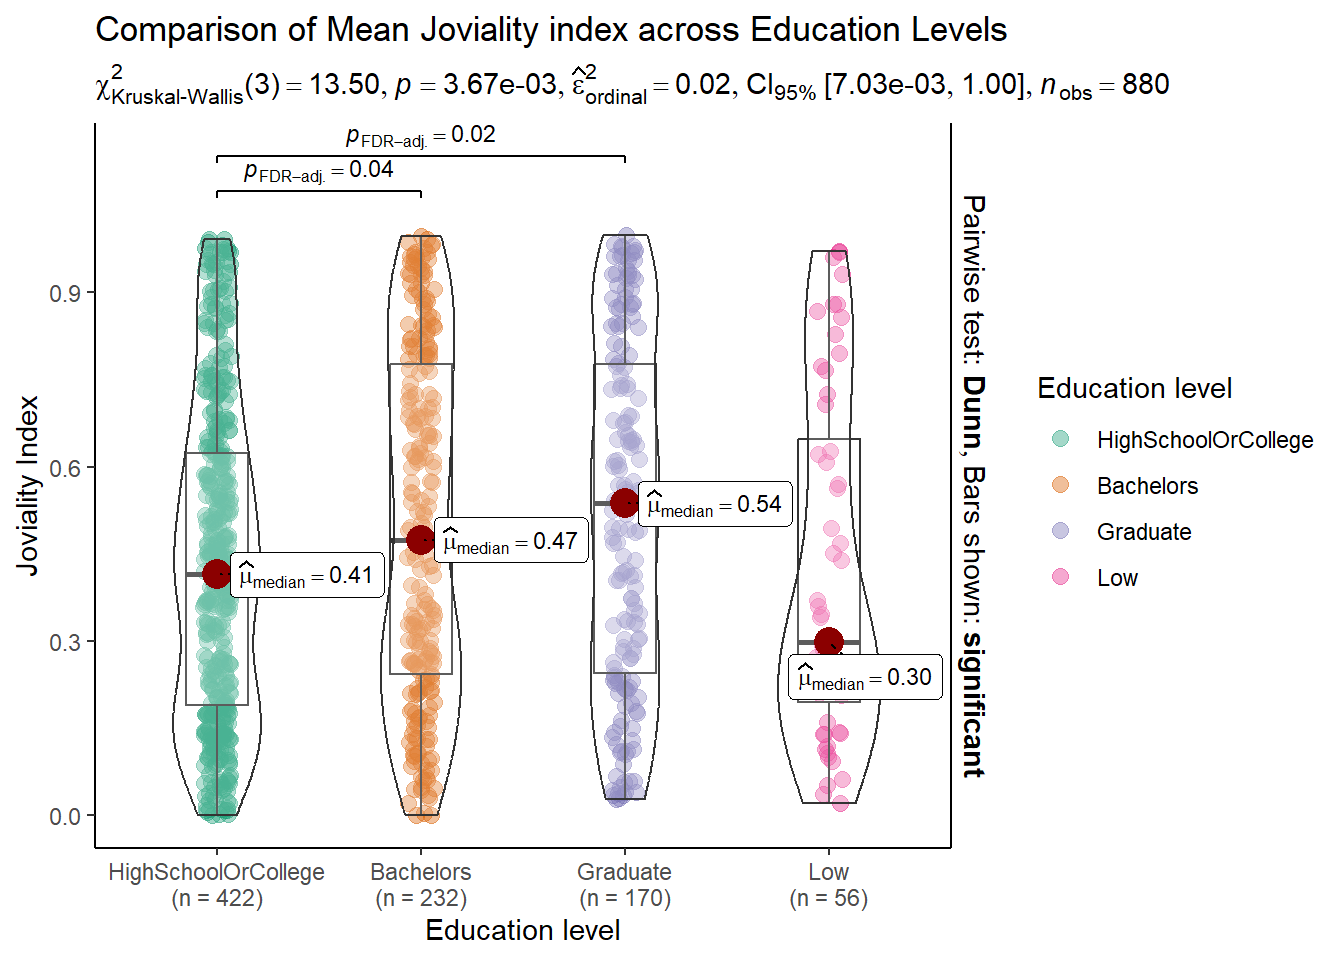 Comparison of Mean Joviality index across Education Levels
χ²Kruskal-Wallis(3) = 13.50, p = 3.67e-03, ε̂²ordinal = 0.02, CI95% [7.03e-03, 1.00], nobs = 880
pFDR−adj. = 0.02
pFDR−adj. = 0.04
0.9
0.6
0.3
0.0
Joviality Index
μ̂median = 0.41
μ̂median = 0.47
μ̂median = 0.54
μ̂median = 0.30
Pairwise test: Dunn, Bars shown: significant
HighSchoolOrCollege
(n = 422)
Bachelors
(n = 232)
Graduate
(n = 170)
Low
(n = 56)
Education level
Education level
HighSchoolOrCollege
Bachelors
Graduate
Low